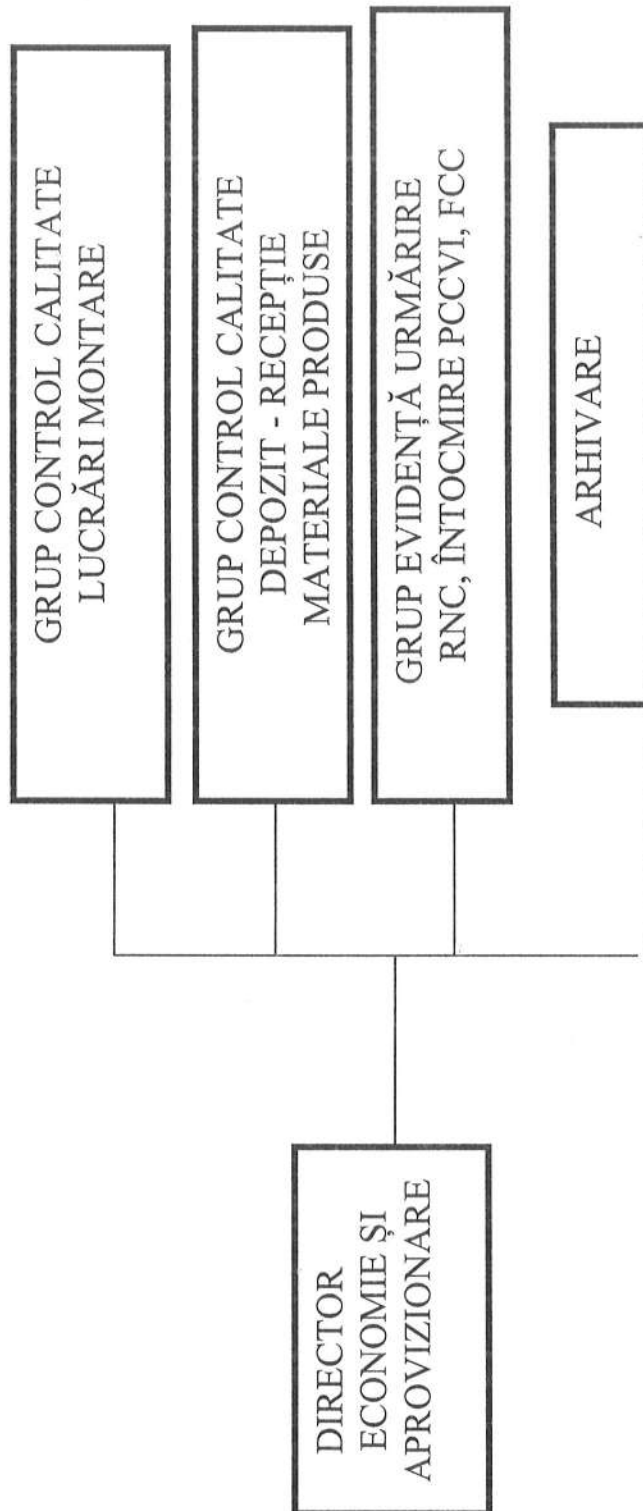 DIRECTOR
ECONOMIE ȘI
APROVIZIONARE
GRUP CONTROL CALITATE
LUCRĂRI MONTARE
GRUP CONTROL CALITATE
DEPOZIT - RECEPȚIE
MATERIALE PRODUSE
GRUP EVIDENȚĂ URMĂRIRE
RNC, ÎNTOCMIRE PCCVI, FCC
ARHIVARE